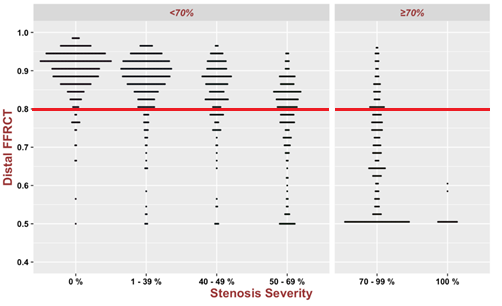 <70%
≥70%
1.0
0.9
0.8
0.7
0.6
0.5
0.4
Distal FFRCT
0 %
1 - 39 %
40 - 49 %
50 - 69 %
70 - 99 %
100 %
Stenosis Severity